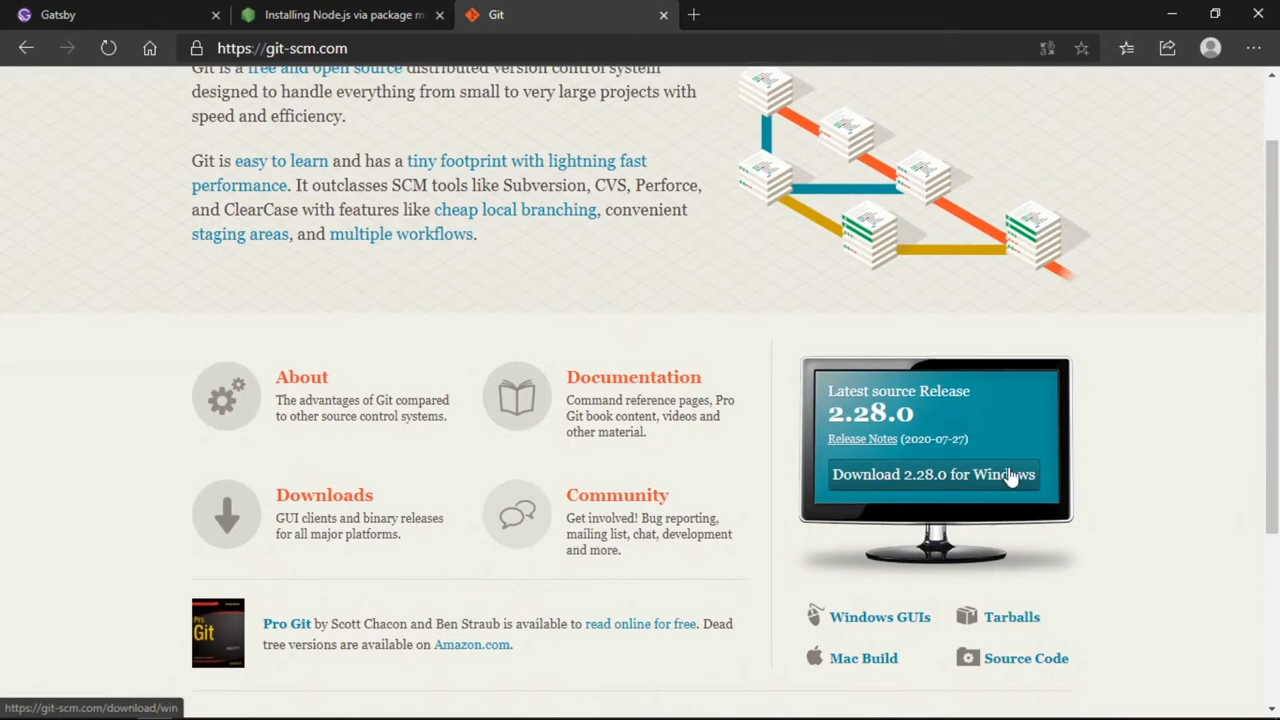 Gatsby
Installing Node.js via package m
Git
https://git-scm.com
Git is a free and open source distributed version control system
designed to handle everything from small to very large projects with
speed and efficiency.
Git is easy to learn and has a tiny footprint with lightning fast
performance. It outclasses SCM tools like Subversion, CVS, Perforce,
and ClearCase with features like cheap local branching, convenient
staging areas, and multiple workflows.
About
The advantages of Git compared
to other source control systems.
Documentation
Command reference pages, Pro
Git book content, videos and
other material.
Downloads
GUI clients and binary releases
for all major platforms.
Community
Get involved! Bug reporting,
mailing list, chat, development
and more.
Latest source Release
2.28.0
Release Notes (2020-07-27)
Download 2.28.0 for Windows
Pro
Git
Pro Git by Scott Chacon and Ben Straub is available to read online for free. Dead
tree versions are available on Amazon.com.
Windows GUIs
Tarballs
Mac Build
Source Code
https://git-scm.com/download/win